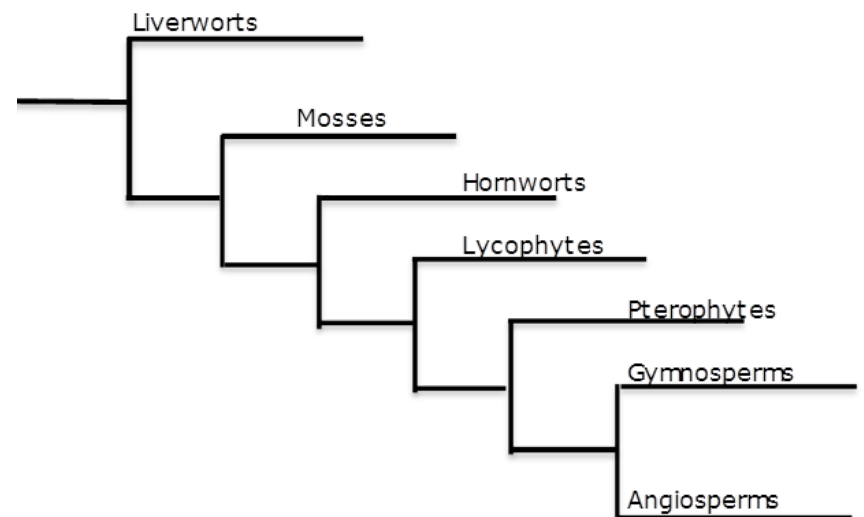 Liverworts
Mosses
Hornworts
Lycophytes
Pterophytes
Gymnosperms
Angiosperms